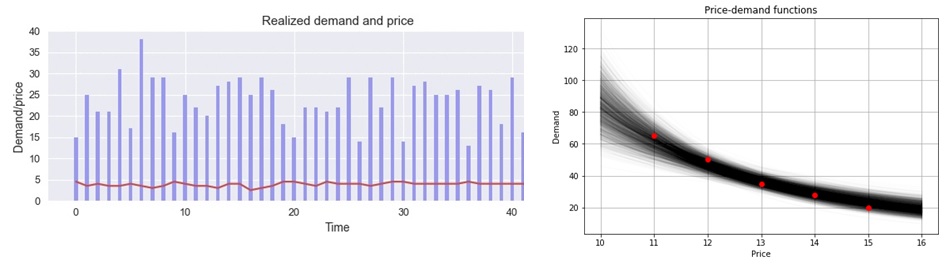 Realized demand and price
Demand/price
40
35
30
25
20
15
10
5
0
0 10 20 30 40
Time
Price-demand functions
Demand
120
100
80
60
40
20
10 11 12 13 14 15 16
Price